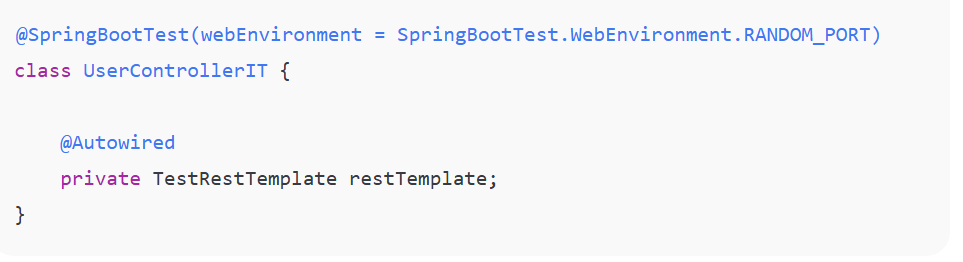 @SpringBootTest(webEnvironment = SpringBootTest.WebEnvironment.RANDOM_PORT)
class UserControllerIT {
@Autowired
private TestRestTemplate restTemplate;
}